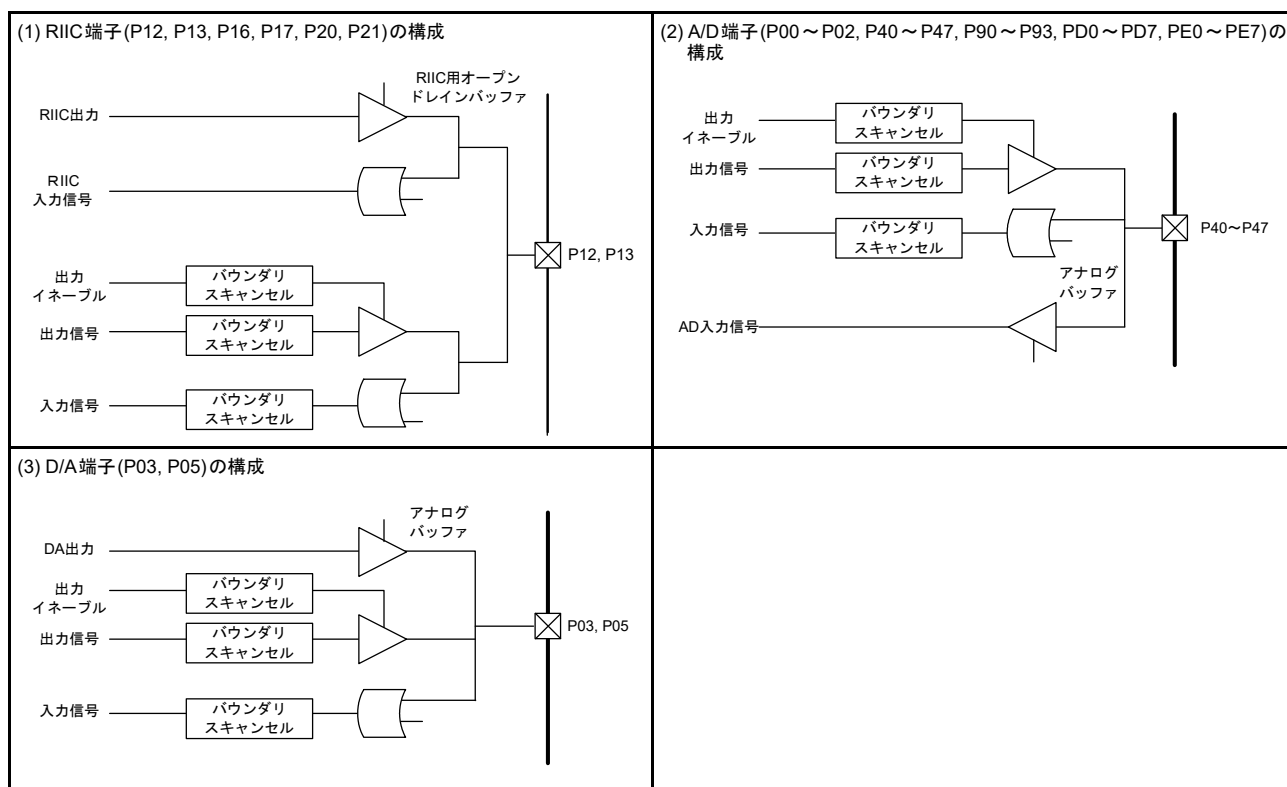 (1) RIIC端子(P12, P13, P16, P17, P20, P21)の構成
RIIC用オープン
ドレインバッファ
RIIC出力
RIIC
入力信号
P12, P13
出力
イネーブル
バウンダリ
スキャンセル
出力信号
バウンダリ
スキャンセル
入力信号
バウンダリ
スキャンセル
(2) A/D端子(P00～P02, P40～P47, P90～P93, PD0～PD7, PE0～PE7)の
構成
出力
イネーブル
バウンダリ
スキャンセル
出力信号
バウンダリ
スキャンセル
入力信号
バウンダリ
スキャンセル
P40～P47
アナログ
バッファ
AD入力信号
(3) D/A端子(P03, P05)の構成
アナログ
バッファ
DA出力
出力
イネーブル
バウンダリ
スキャンセル
出力信号
バウンダリ
スキャンセル
P03, P05
入力信号
バウンダリ
スキャンセル